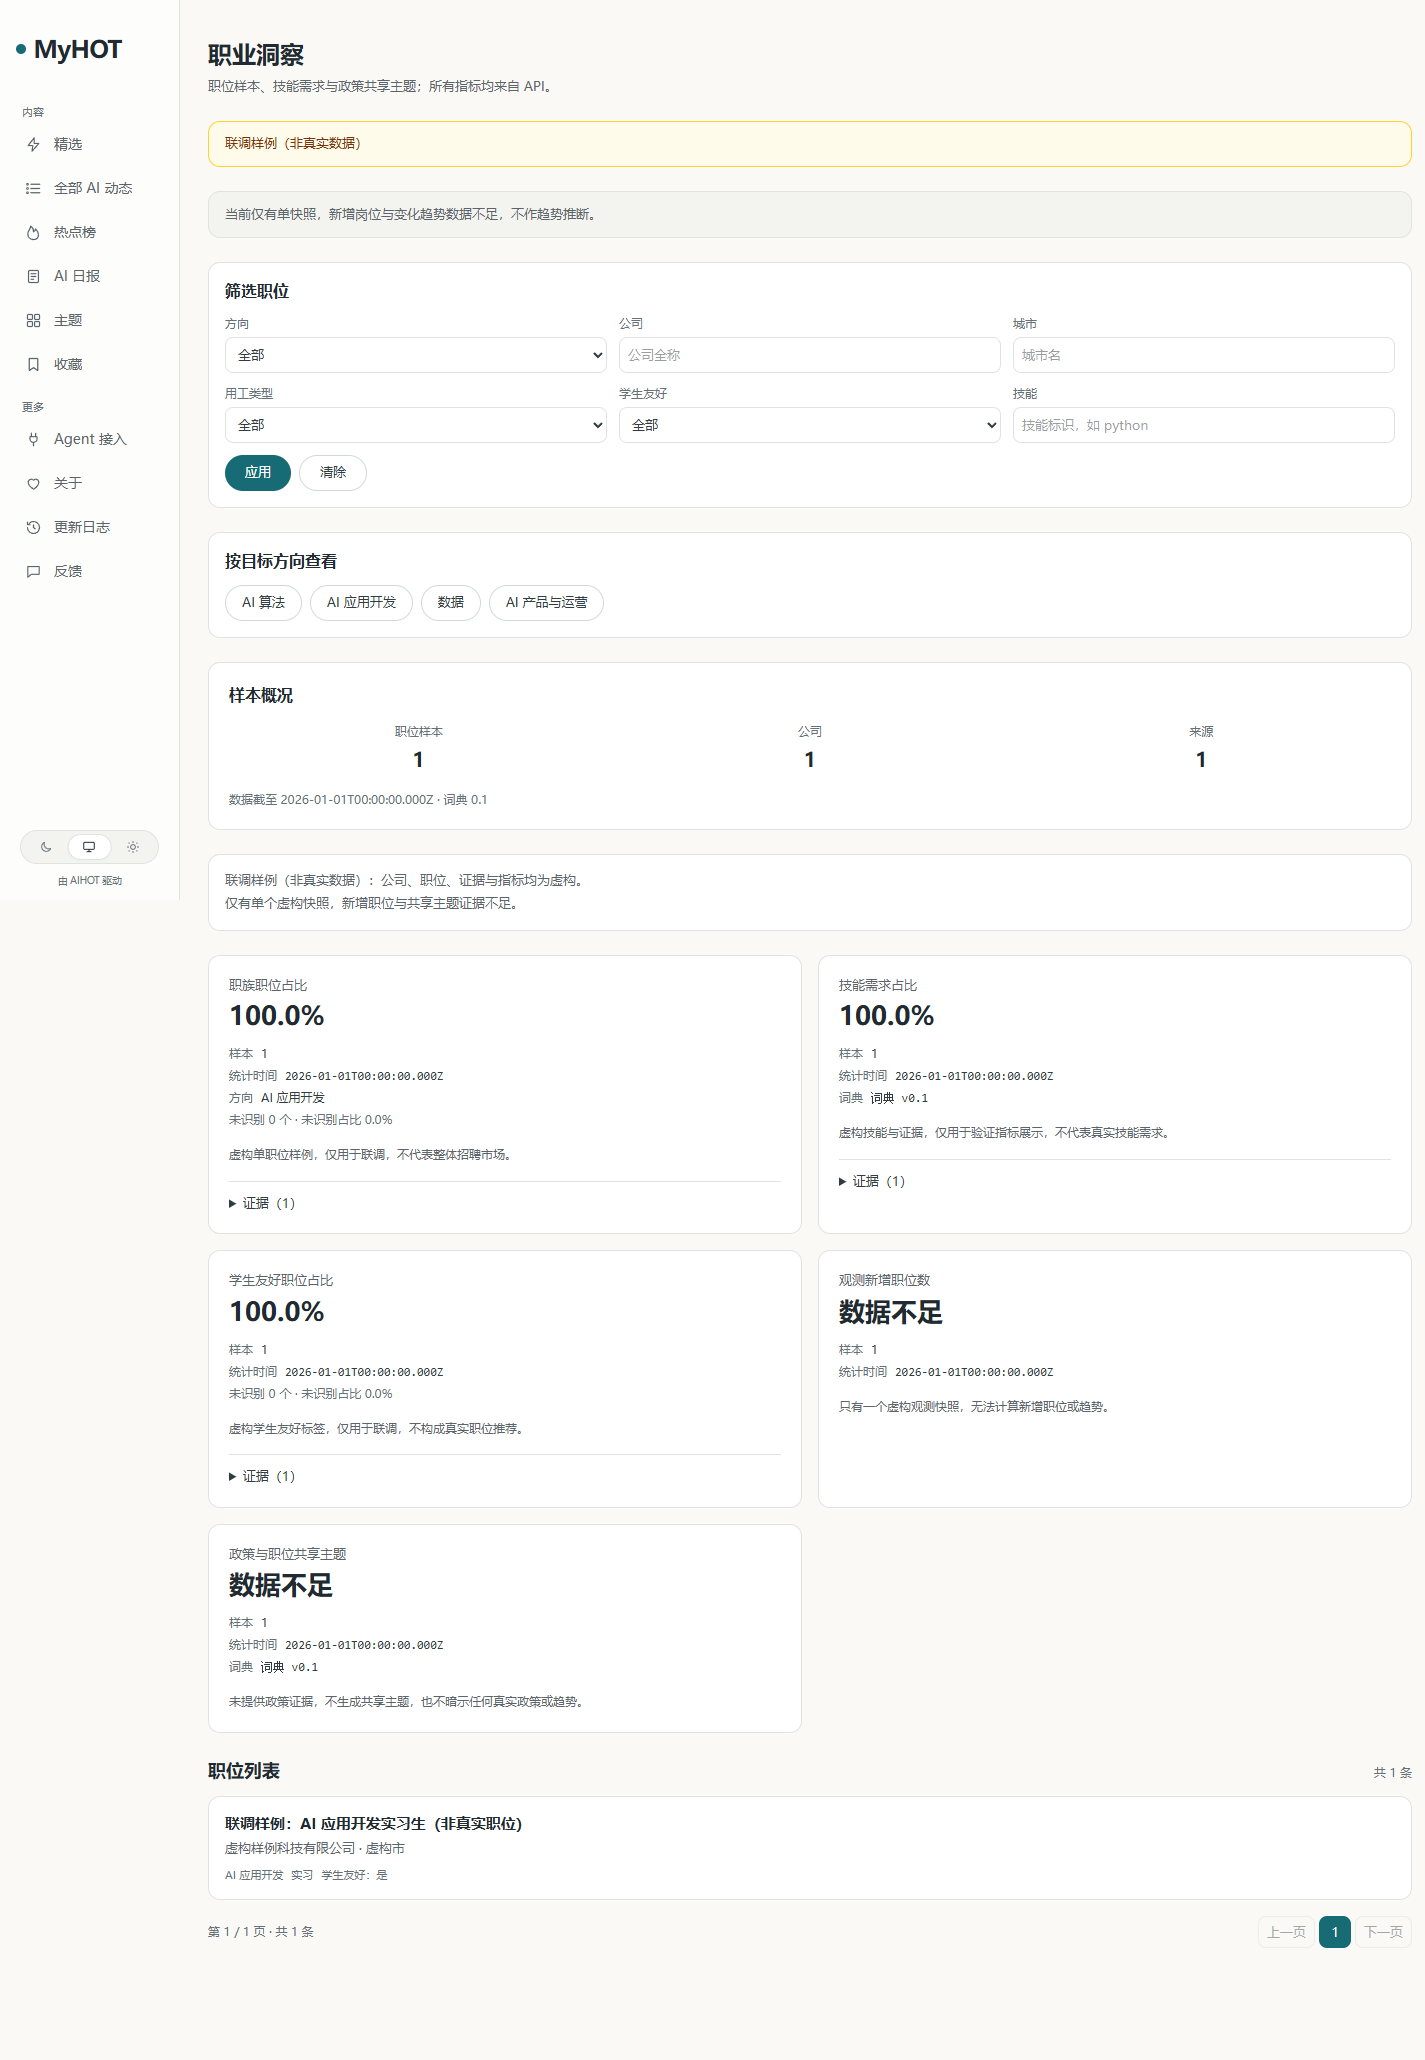 MyHOT
内容
精选
全部 AI 动态
热点榜
AI 日报
主题
收藏
更多
Agent 接入
关于
更新日志
反馈
由 AIHOT 驱动
职业洞察
职位样本、技能需求与政策共享主题；所有指标均来自 API。
联调样例（非真实数据）
当前仅有单快照，新增岗位与变化趋势数据不足，不作趋势推断。
筛选职位
方向 公司 城市
全部 公司全称 城市名
用工类型 学生友好 技能
全部 全部 技能标识，如 python
应用 清除
按目标方向查看
AI 算法 AI 应用开发 数据 AI 产品与运营
样本概况
职位样本 公司 来源
1 1 1
数据截至 2026-01-01T00:00:00.000Z · 词典 0.1
联调样例（非真实数据）：公司、职位、证据与指标均为虚构。
仅有单个虚构快照，新增职位与共享主题证据不足。
职族职位占比
100.0%
样本 1
统计时间 2026-01-01T00:00:00.000Z
方向 AI 应用开发
未识别 0 个 · 未识别占比 0.0%
虚构单职位样例，仅用于联调，不代表整体招聘市场。
▶ 证据（1）
技能需求占比
100.0%
样本 1
统计时间 2026-01-01T00:00:00.000Z
词典 词典 v0.1
虚构技能与证据，仅用于验证指标展示，不代表真实技能需求。
▶ 证据（1）
学生友好职位占比
100.0%
样本 1
统计时间 2026-01-01T00:00:00.000Z
未识别 0 个 · 未识别占比 0.0%
虚构学生友好标签，仅用于联调，不构成真实职位推荐。
▶ 证据（1）
观测新增职位数
数据不足
样本 1
统计时间 2026-01-01T00:00:00.000Z
只有一个虚构观测快照，无法计算新增职位或趋势。
政策与职位共享主题
数据不足
样本 1
统计时间 2026-01-01T00:00:00.000Z
词典 词典 v0.1
未提供政策证据，不生成共享主题，也不暗示任何真实政策或趋势。
职位列表 共 1 条
联调样例：AI 应用开发实习生（非真实职位）
虚构样例科技有限公司 · 虚构市
AI 应用开发 实习 学生友好：是
第 1 / 1 页 · 共 1 条 上一页 1 下一页